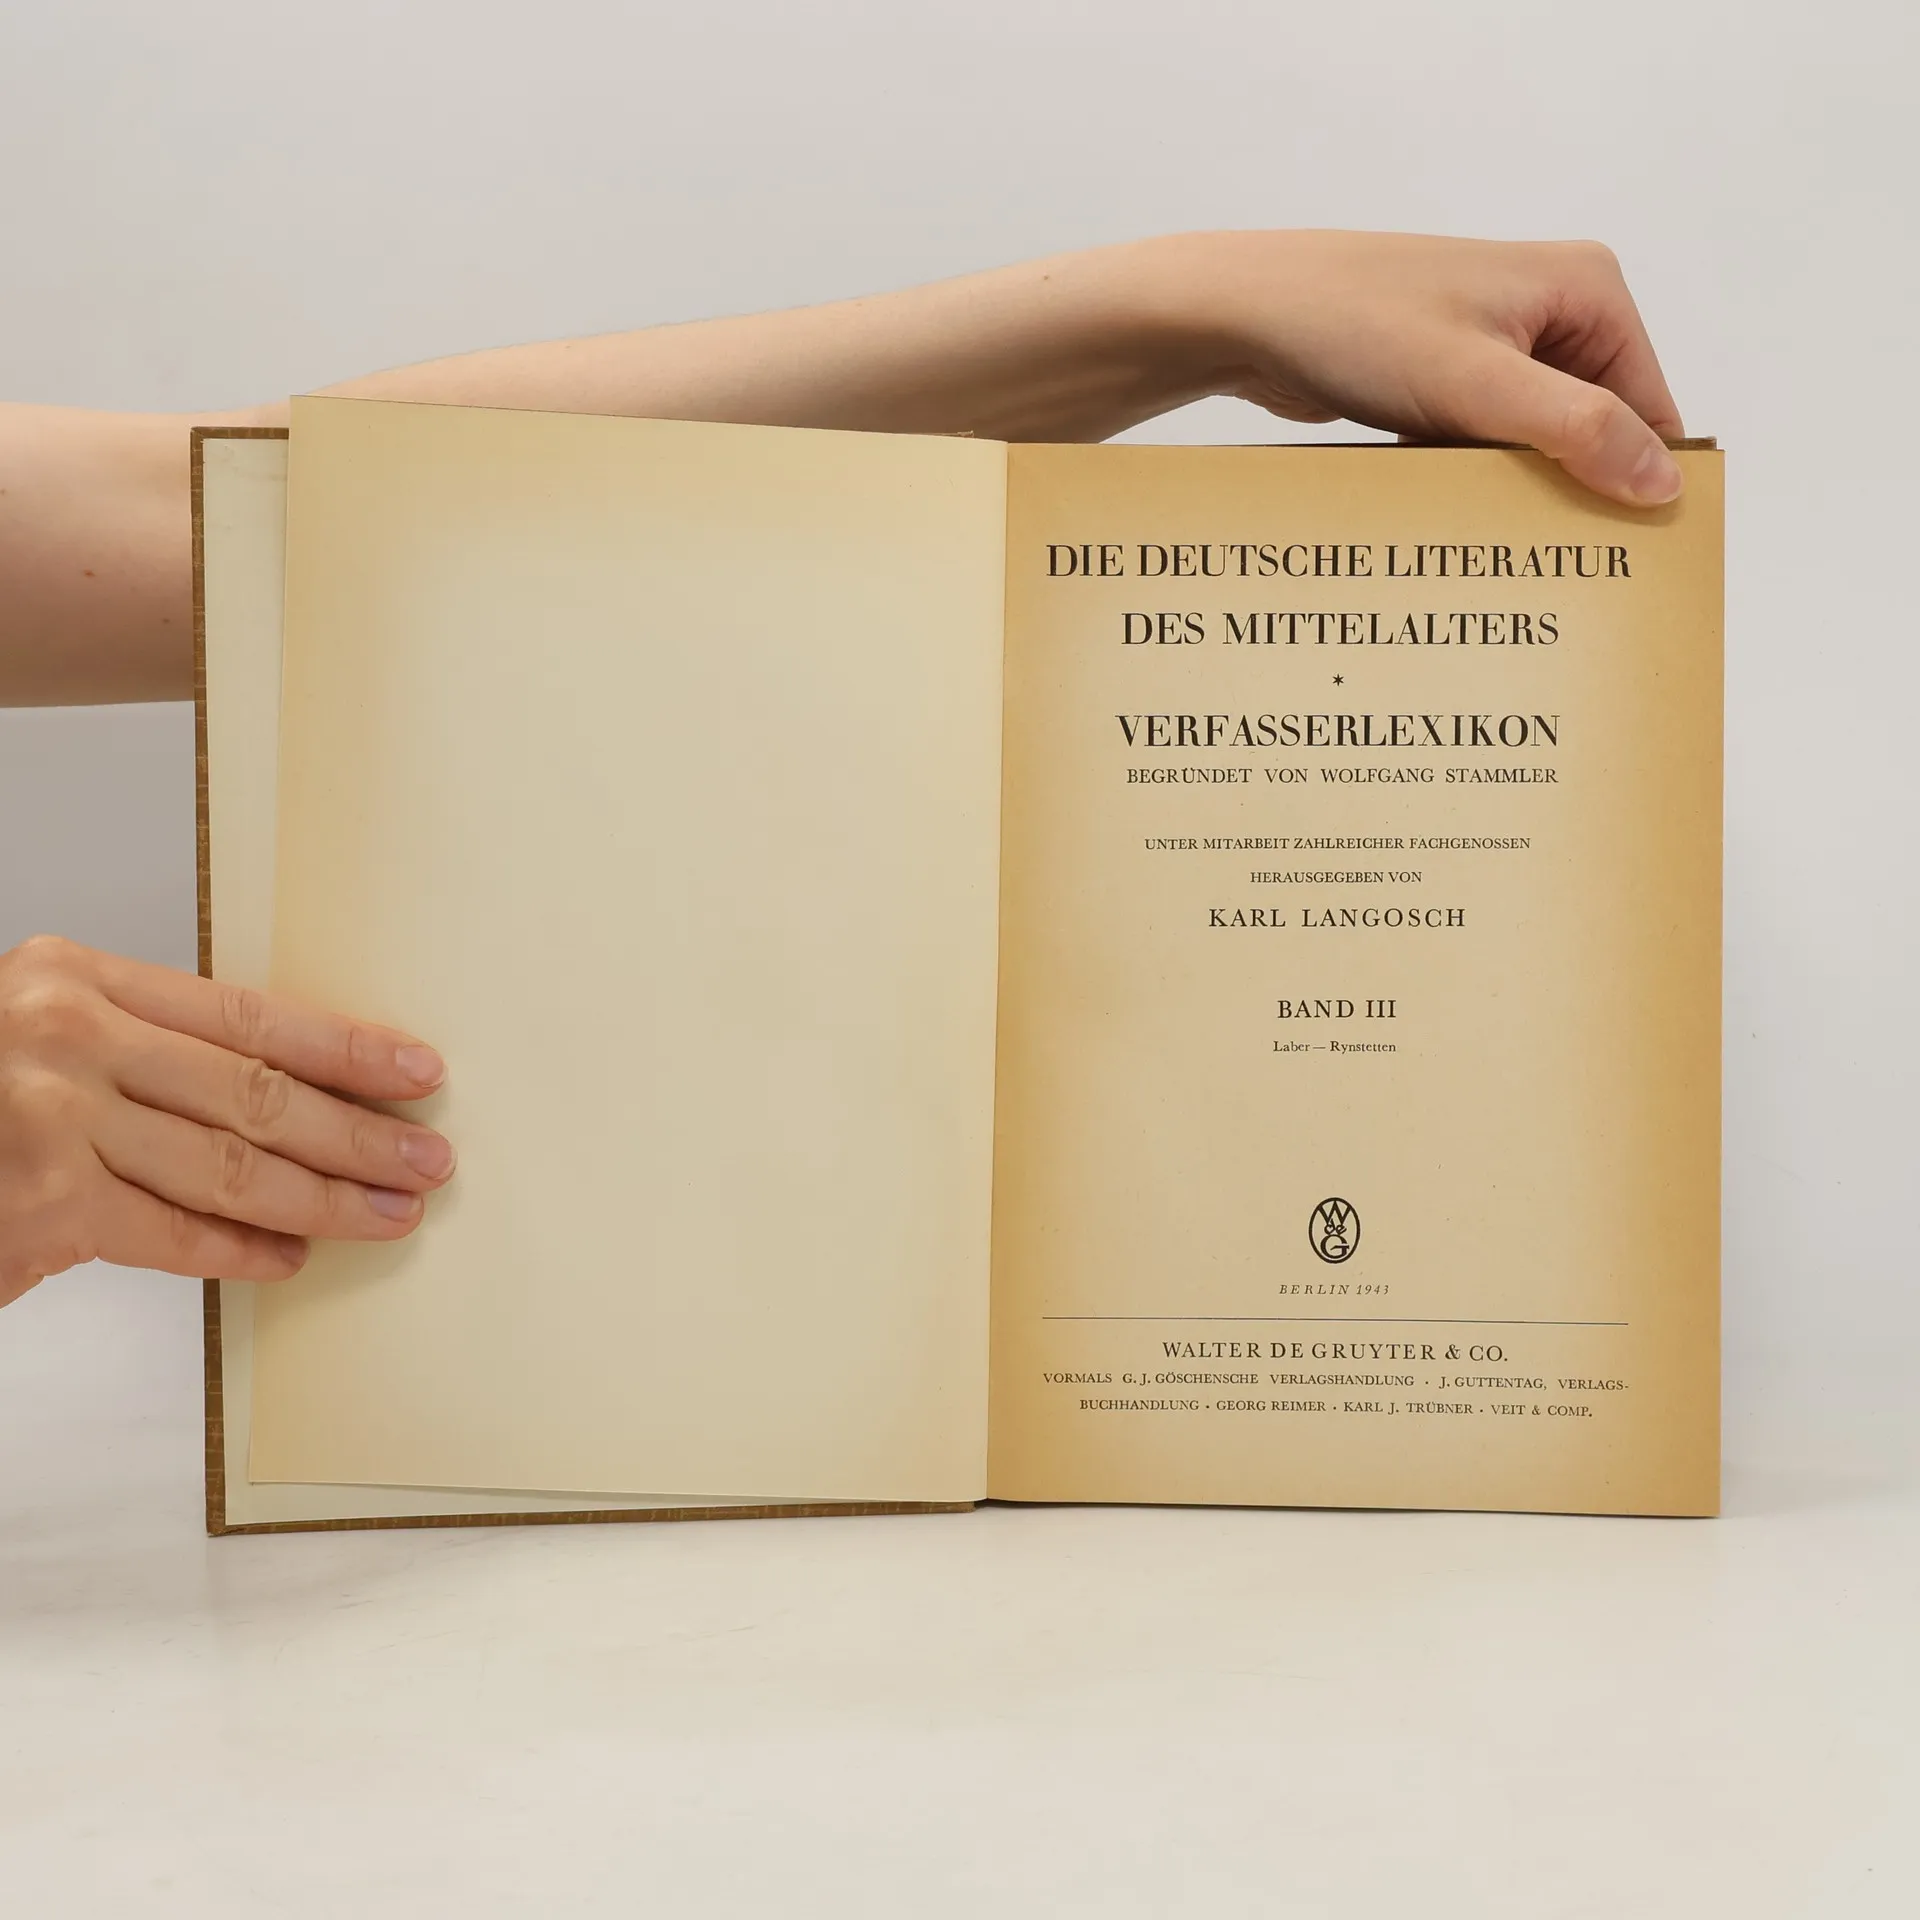 DIE DEUTSCHE LITERATUR
DES MITTELALTERS
*
VERFASSERLEXIKON
BEGRÜNDET VON WOLFGANG STAMMLER
UNTER MITARBEIT ZAHLREICHER FACHGENOSSEN
HERAUSGEGEBEN VON
KARL LANGOSCH
BAND III
Laber — Rynstetten
W
de
G
BERLIN 1943
WALTER DE GRUYTER & CO.
VORMALS G. J. GÖSCHENSCHE VERLAGSHANDLUNG · J. GUTTENTAG, VERLAGS-
BUCHHANDLUNG · GEORG REIMER · KARL J. TRÜBNER · VEIT & COMP.